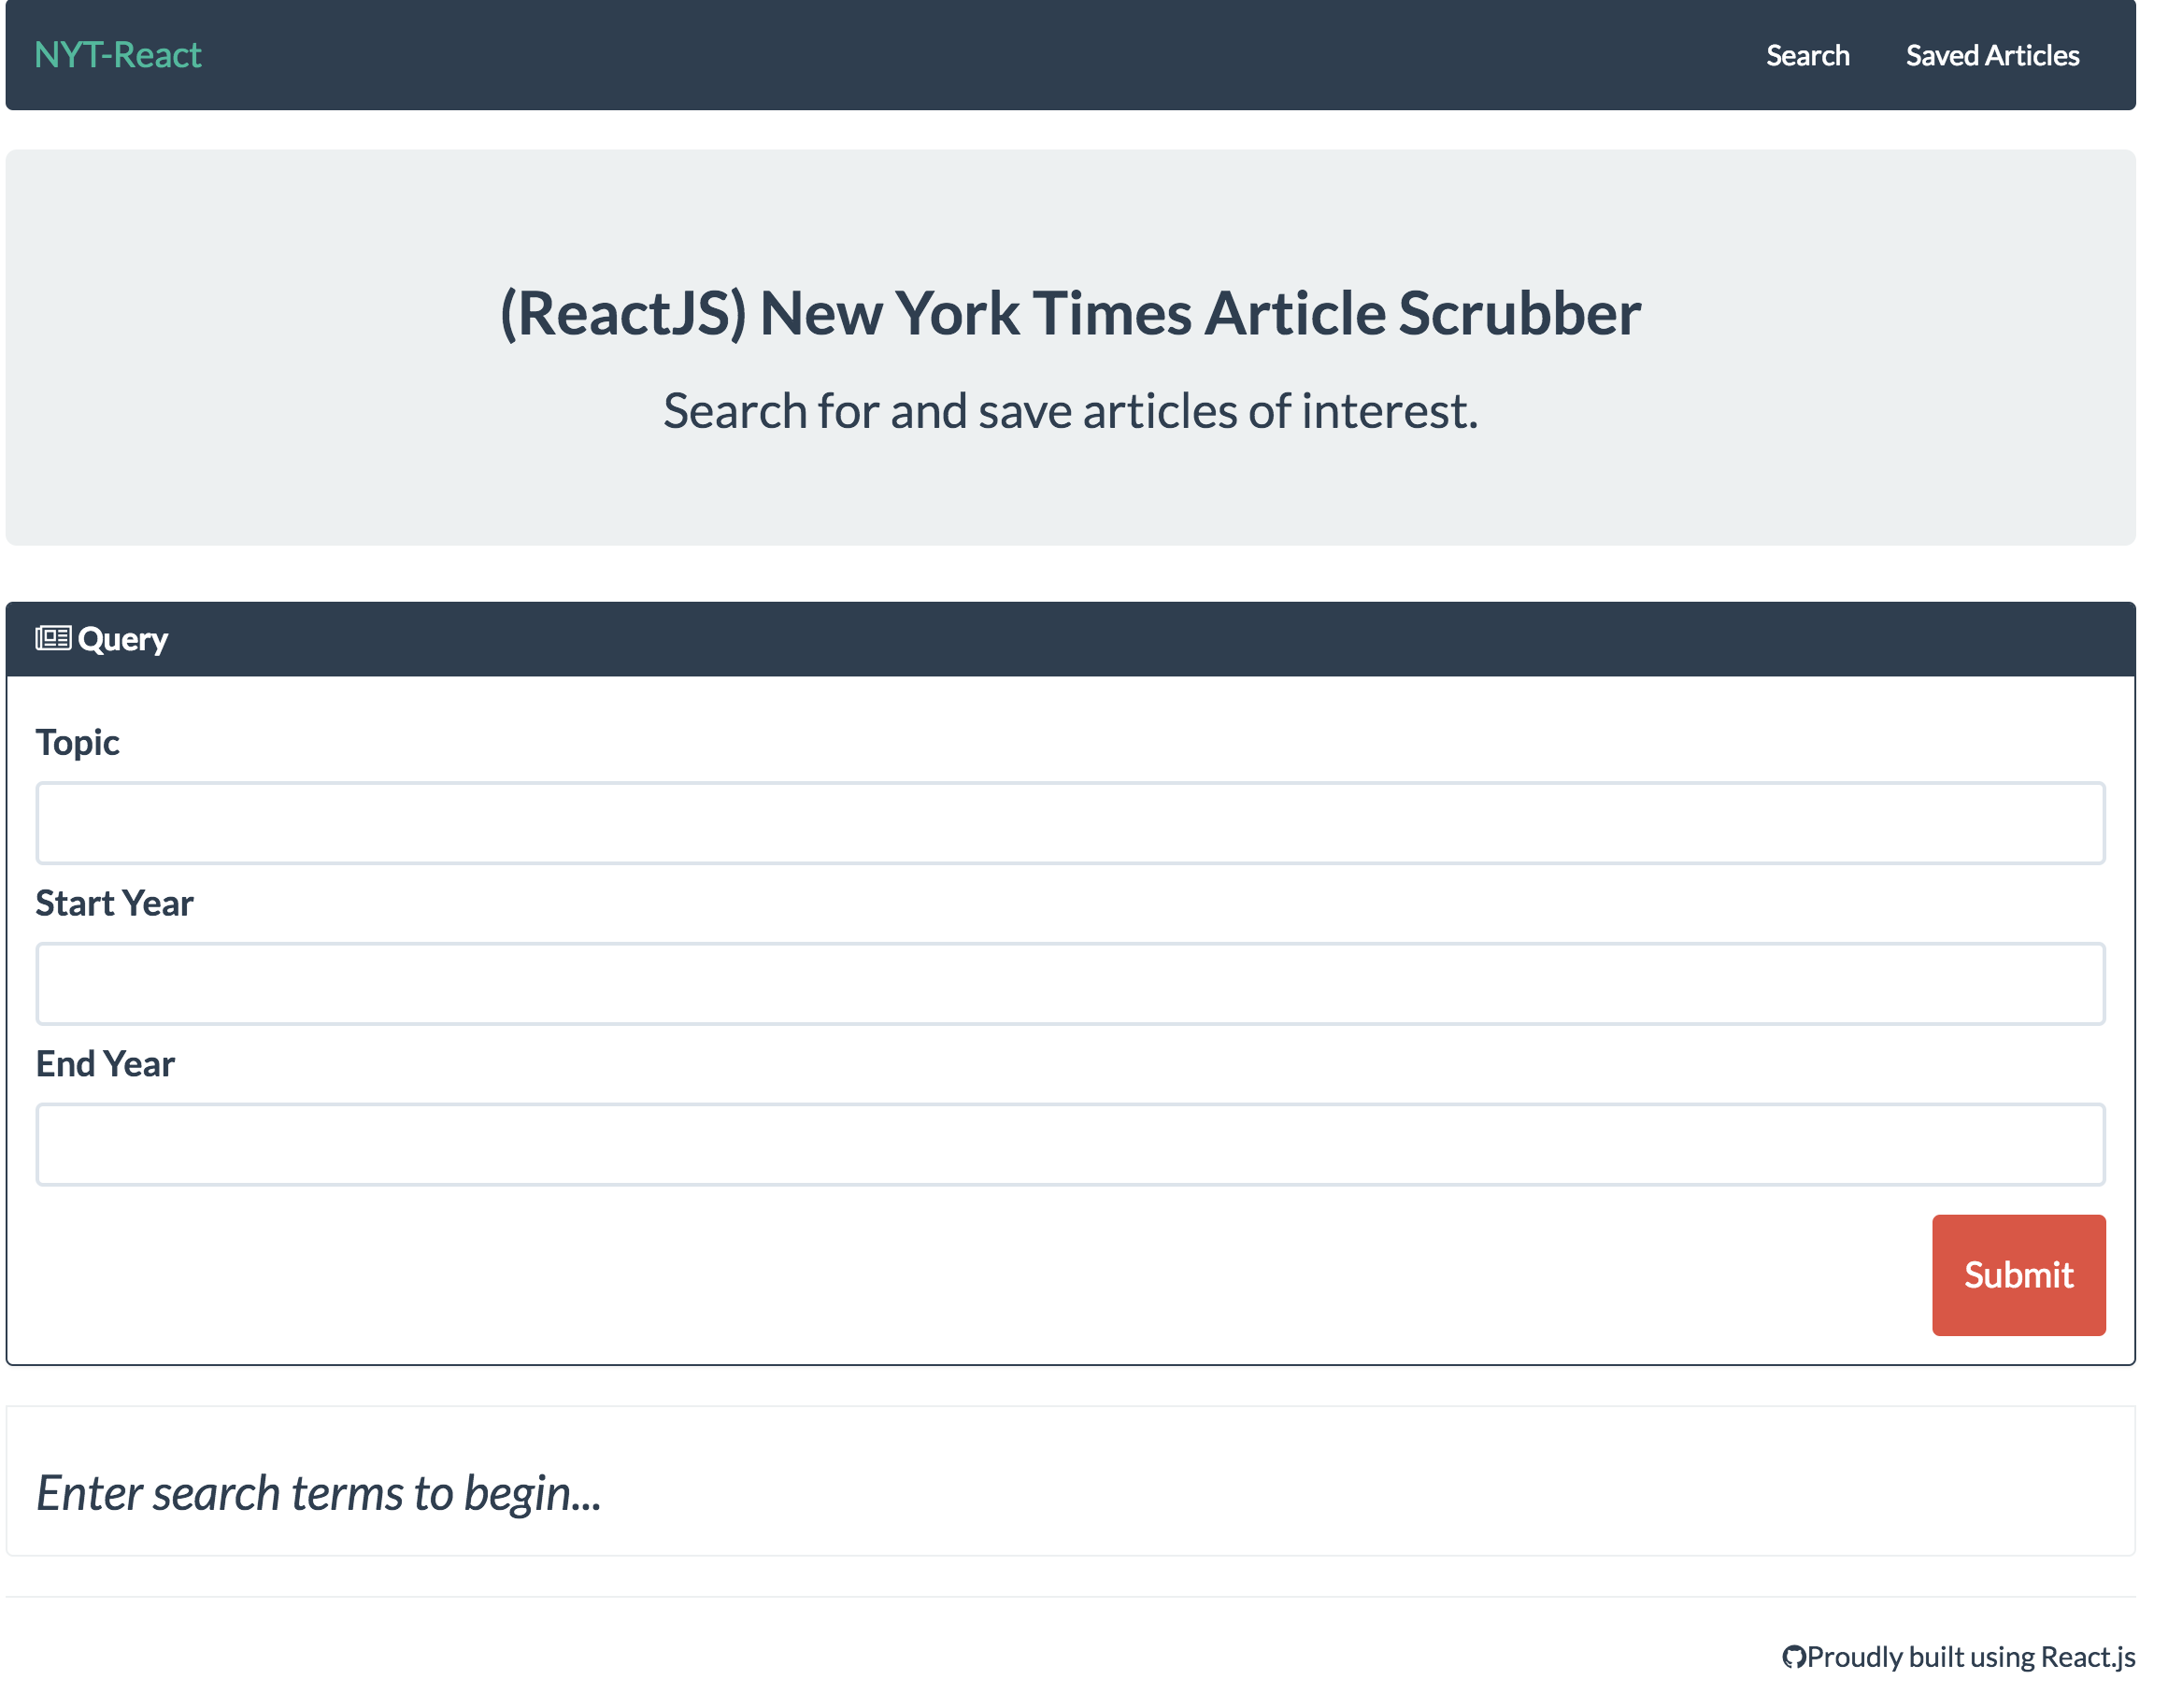 NYT-React
Search Saved Articles
(ReactJS) New York Times Article Scrubber
Search for and save articles of interest.
Query
Topic
Start Year
End Year
Submit
Enter search terms to begin...
Proudly built using React.js